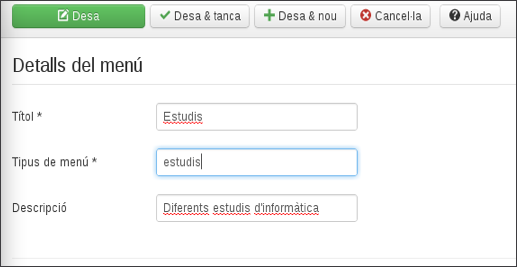 Desa Desa & tanca Desa & nou Cancel·la Ajuda
Detalls del menú
Títol * Estudis
Tipus de menú * estudis
Descripció Diferents estudis d'informàtica